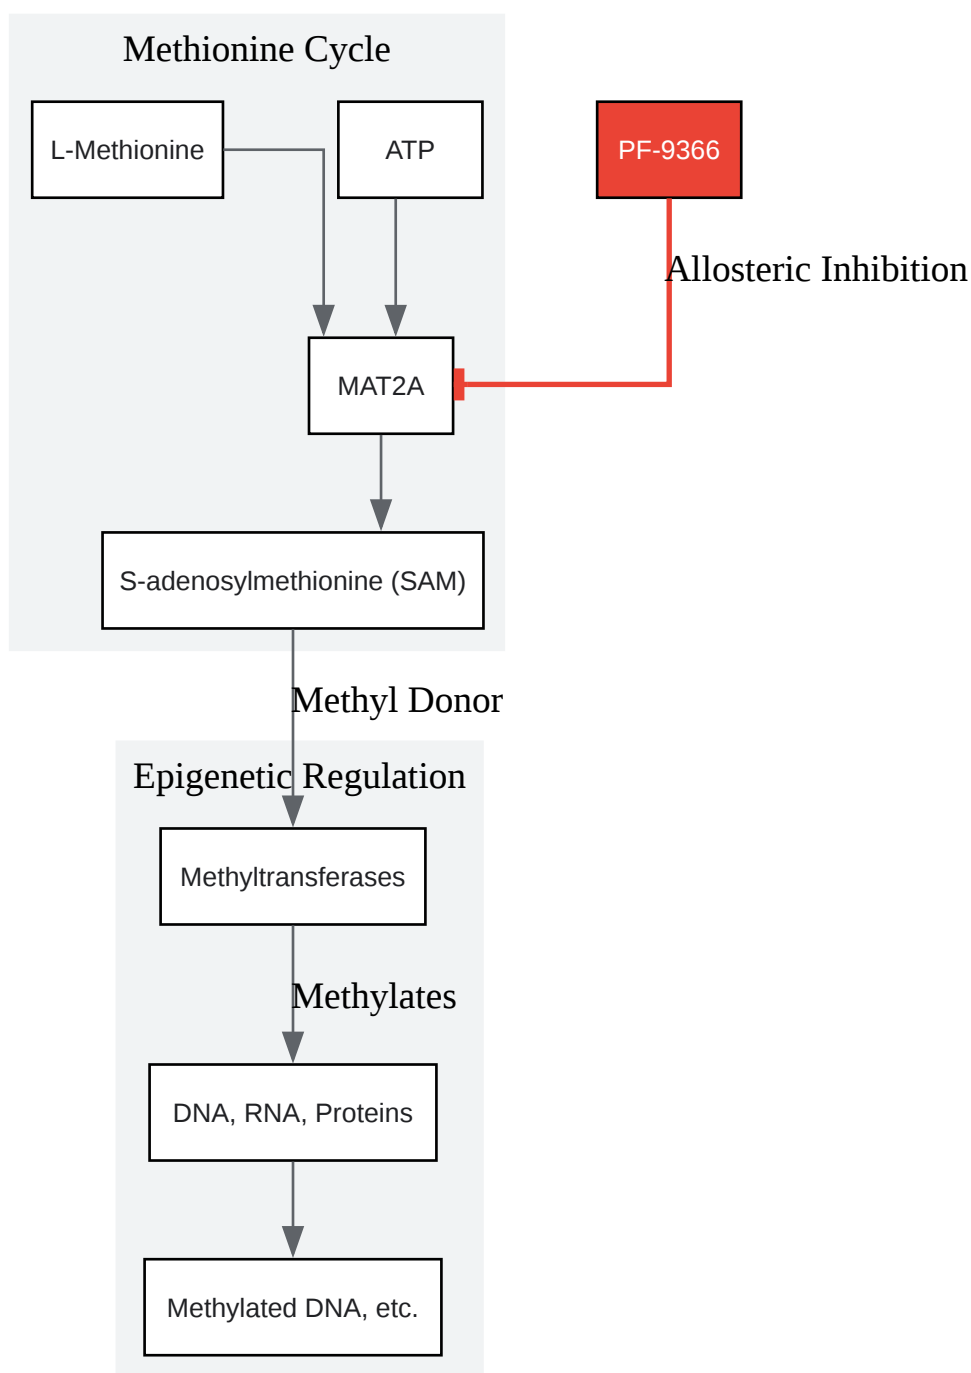 Methionine Cycle
L-Methionine
ATP
PF-9366
Allosteric Inhibition
MAT2A
S-adenosylmethionine (SAM)
Methyl Donor
Epigenetic Regulation
Methyltransferases
Methylates
DNA, RNA, Proteins
Methylated DNA, etc.